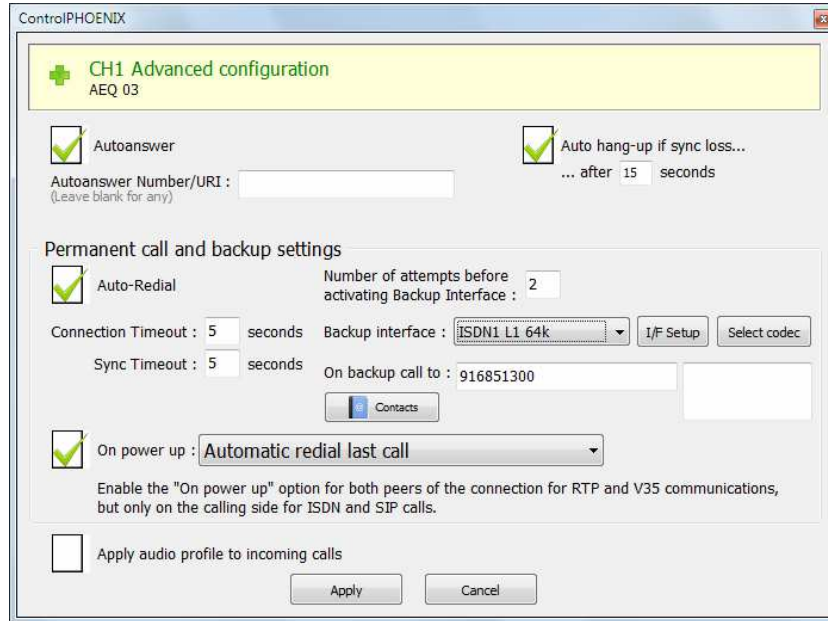 ControlPHOENIX
CH1 Advanced configuration
AEQ 03
Autoanswer
Auto hang-up if sync loss...
... after 15 seconds
Autoanswer Number/URI :
(Leave blank for any)
Permanent call and backup settings
Auto-Redial
Number of attempts before
activating Backup Interface : 2
Connection Timeout : 5 seconds
Backup interface : ISDN1 L1 64k I/F Setup Select codec
Sync Timeout : 5 seconds
On backup call to : 916851300
Contacts
On power up : Automatic redial last call
Enable the "On power up" option for both peers of the connection for RTP and V35 communications,
but only on the calling side for ISDN and SIP calls.
Apply audio profile to incoming calls
Apply Cancel